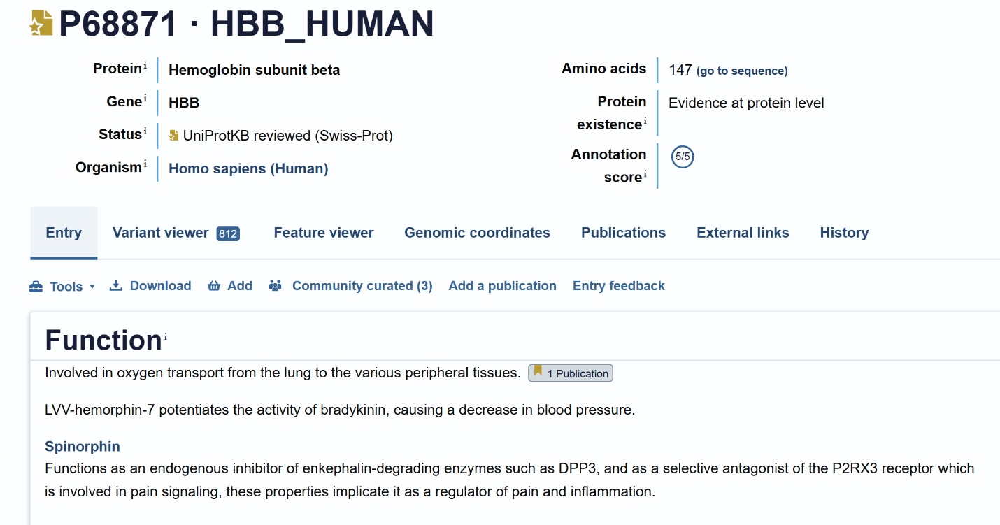 P68871 · HBB_HUMAN
Protein i Hemoglobin subunit beta
Gene i HBB
Status i UniProtKB reviewed (Swiss-Prot)
Organism i Homo sapiens (Human)
Amino acids 147 (go to sequence)
Protein existence i Evidence at protein level
Annotation score i 5/5
Entry Variant viewer 812 Feature viewer Genomic coordinates Publications External links History
Tools Download Add Community curated (3) Add a publication Entry feedback
Function i
Involved in oxygen transport from the lung to the various peripheral tissues. 1 Publication
LVV-hemorphin-7 potentiates the activity of bradykinin, causing a decrease in blood pressure.
Spinorphin
Functions as an endogenous inhibitor of enkephalin-degrading enzymes such as DPP3, and as a selective antagonist of the P2RX3 receptor which
is involved in pain signaling, these properties implicate it as a regulator of pain and inflammation.